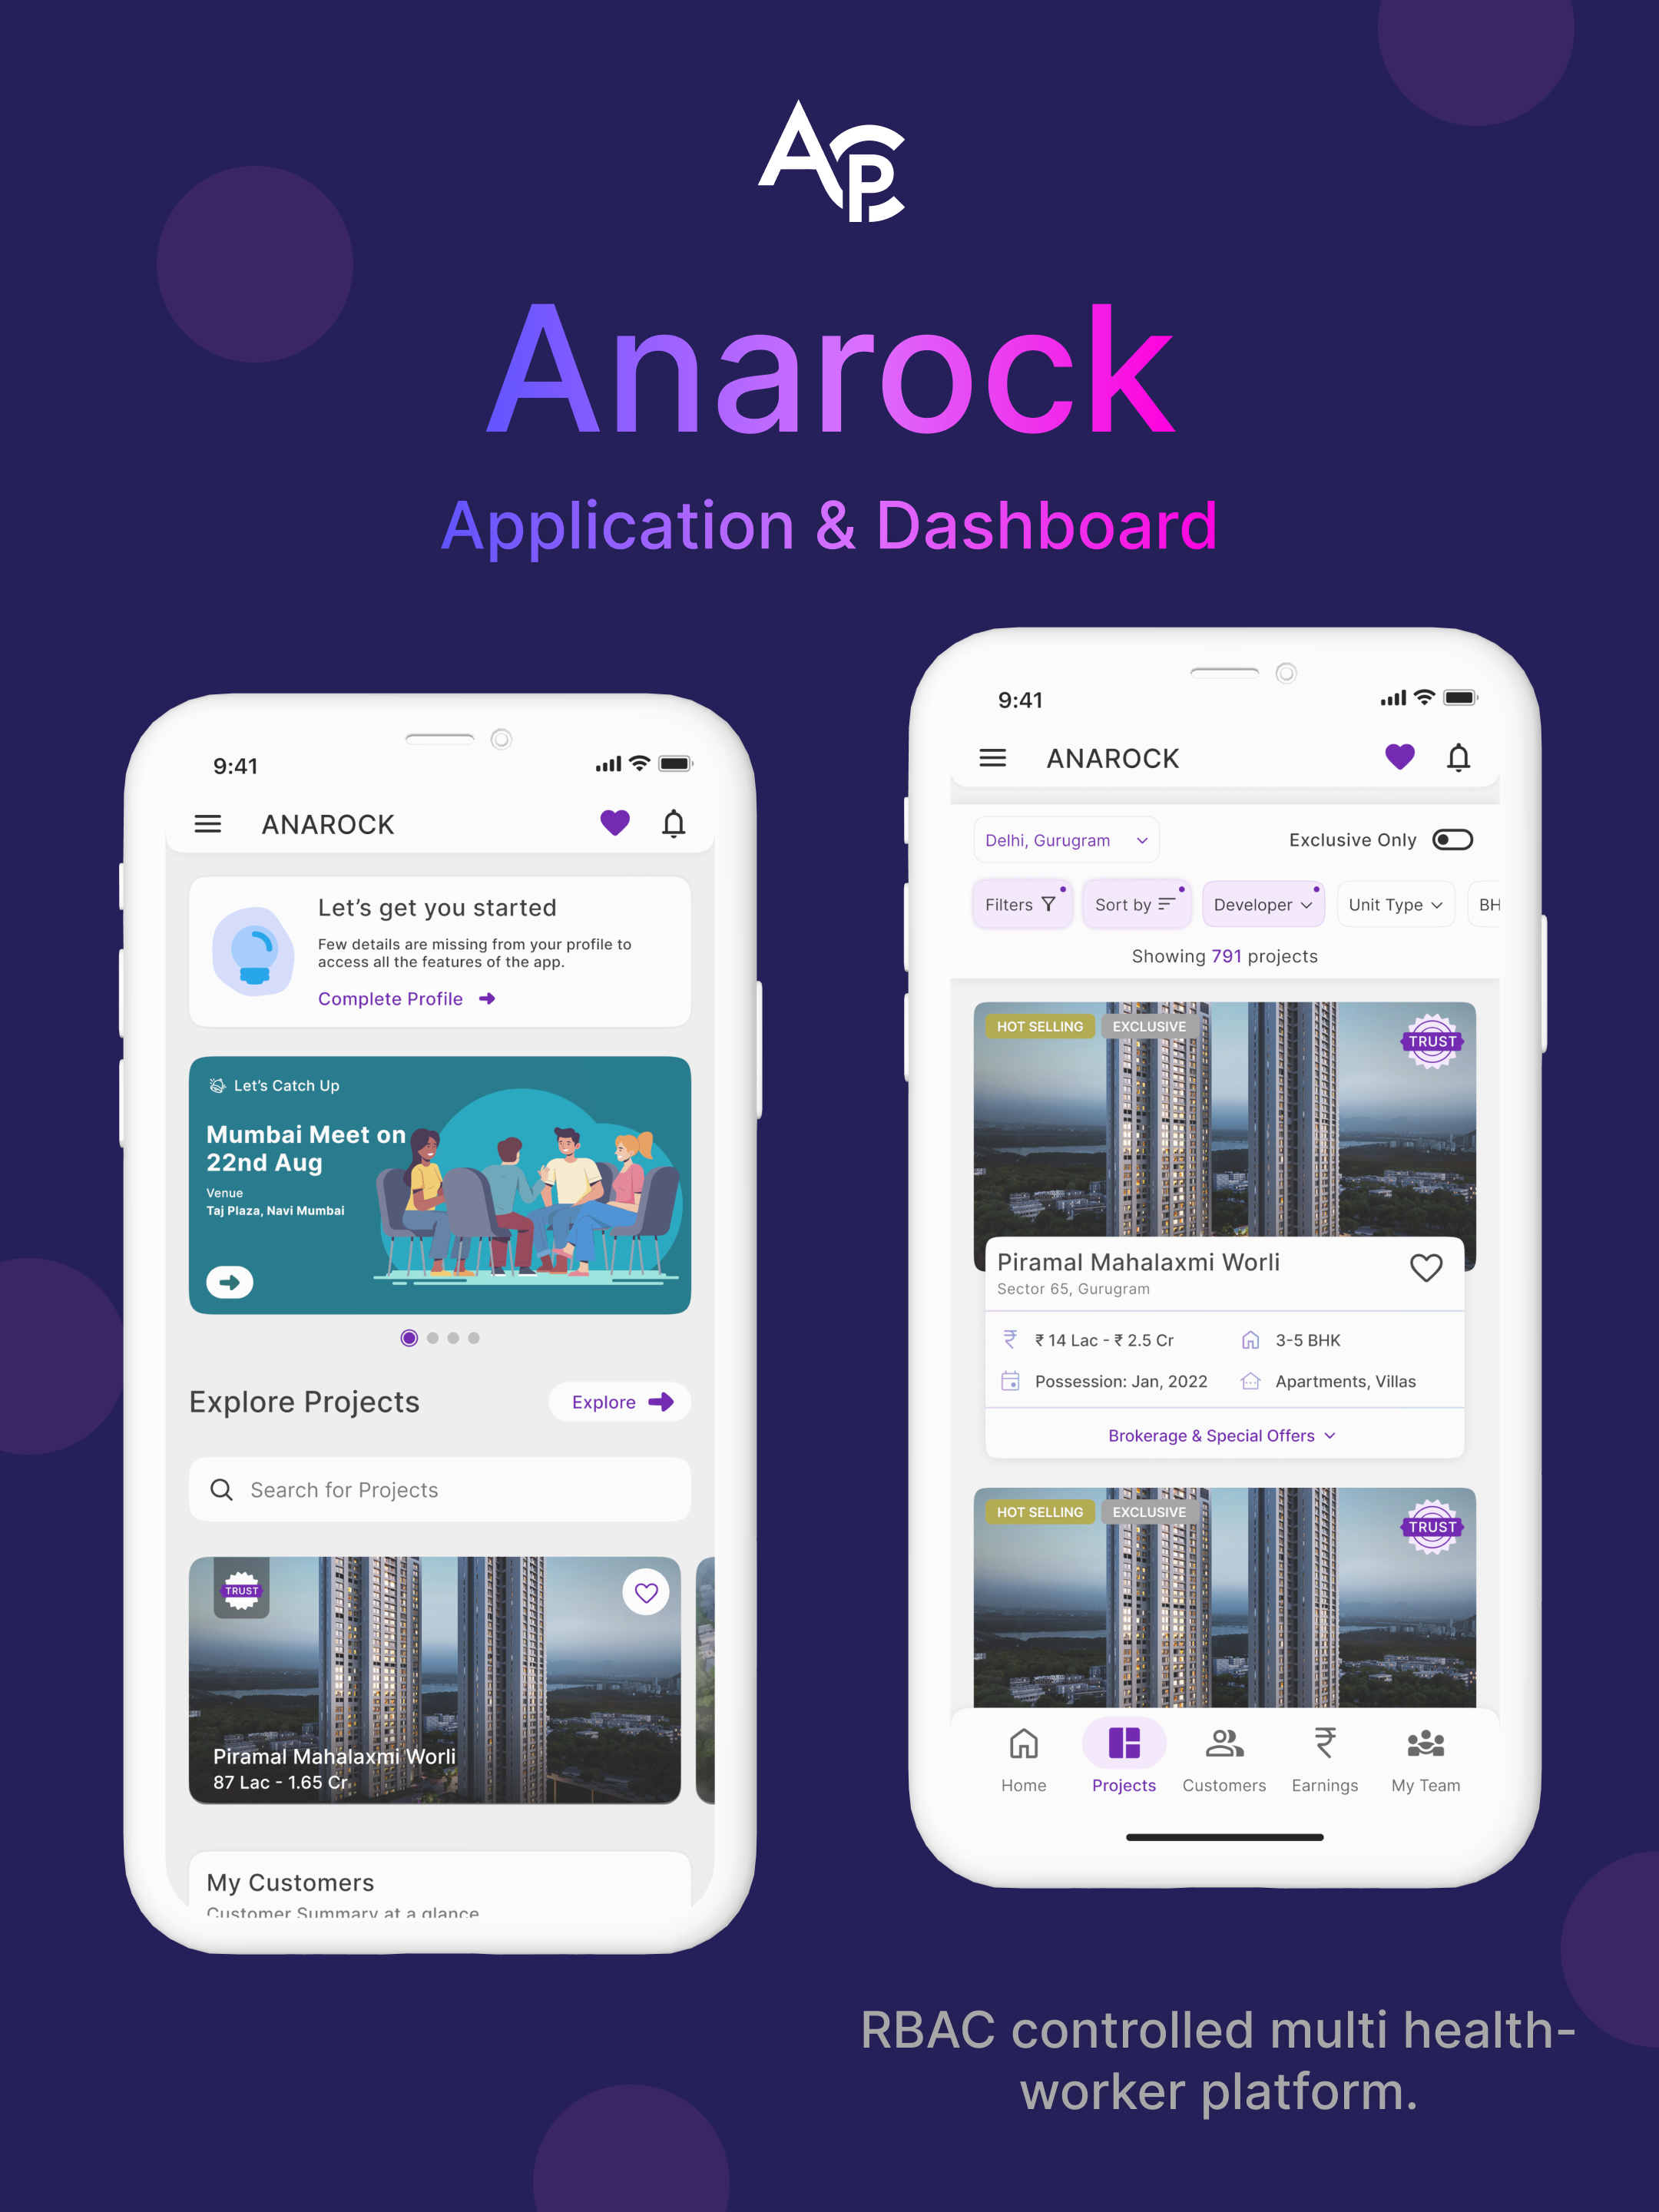 ACP
Anarock
Application & Dashboard
9:41
ANAROCK
Let's get you started
Few details are missing from your profile to
access all the features of the app.
Complete Profile
Let's Catch Up
Mumbai Meet on
22nd Aug
Venue
Taj Plaza, Navi Mumbai
Explore Projects
Explore
Search for Projects
TRUST
Piramal Mahalaxmi Worli
87 Lac - 1.65 Cr
My Customers
Customer Summary at a glance
9:41
ANAROCK
Delhi, Gurugram
Exclusive Only
Filters
Sort by
Developer
Unit Type
BH
Showing 791 projects
HOT SELLING
EXCLUSIVE
TRUST
Piramal Mahalaxmi Worli
Sector 65, Gurugram
₹ 14 Lac - ₹ 2.5 Cr
3-5 BHK
Possession: Jan, 2022
Apartments, Villas
Brokerage & Special Offers
HOT SELLING
EXCLUSIVE
TRUST
Home
Projects
Customers
Earnings
My Team
RBAC controlled multi health-
worker platform.